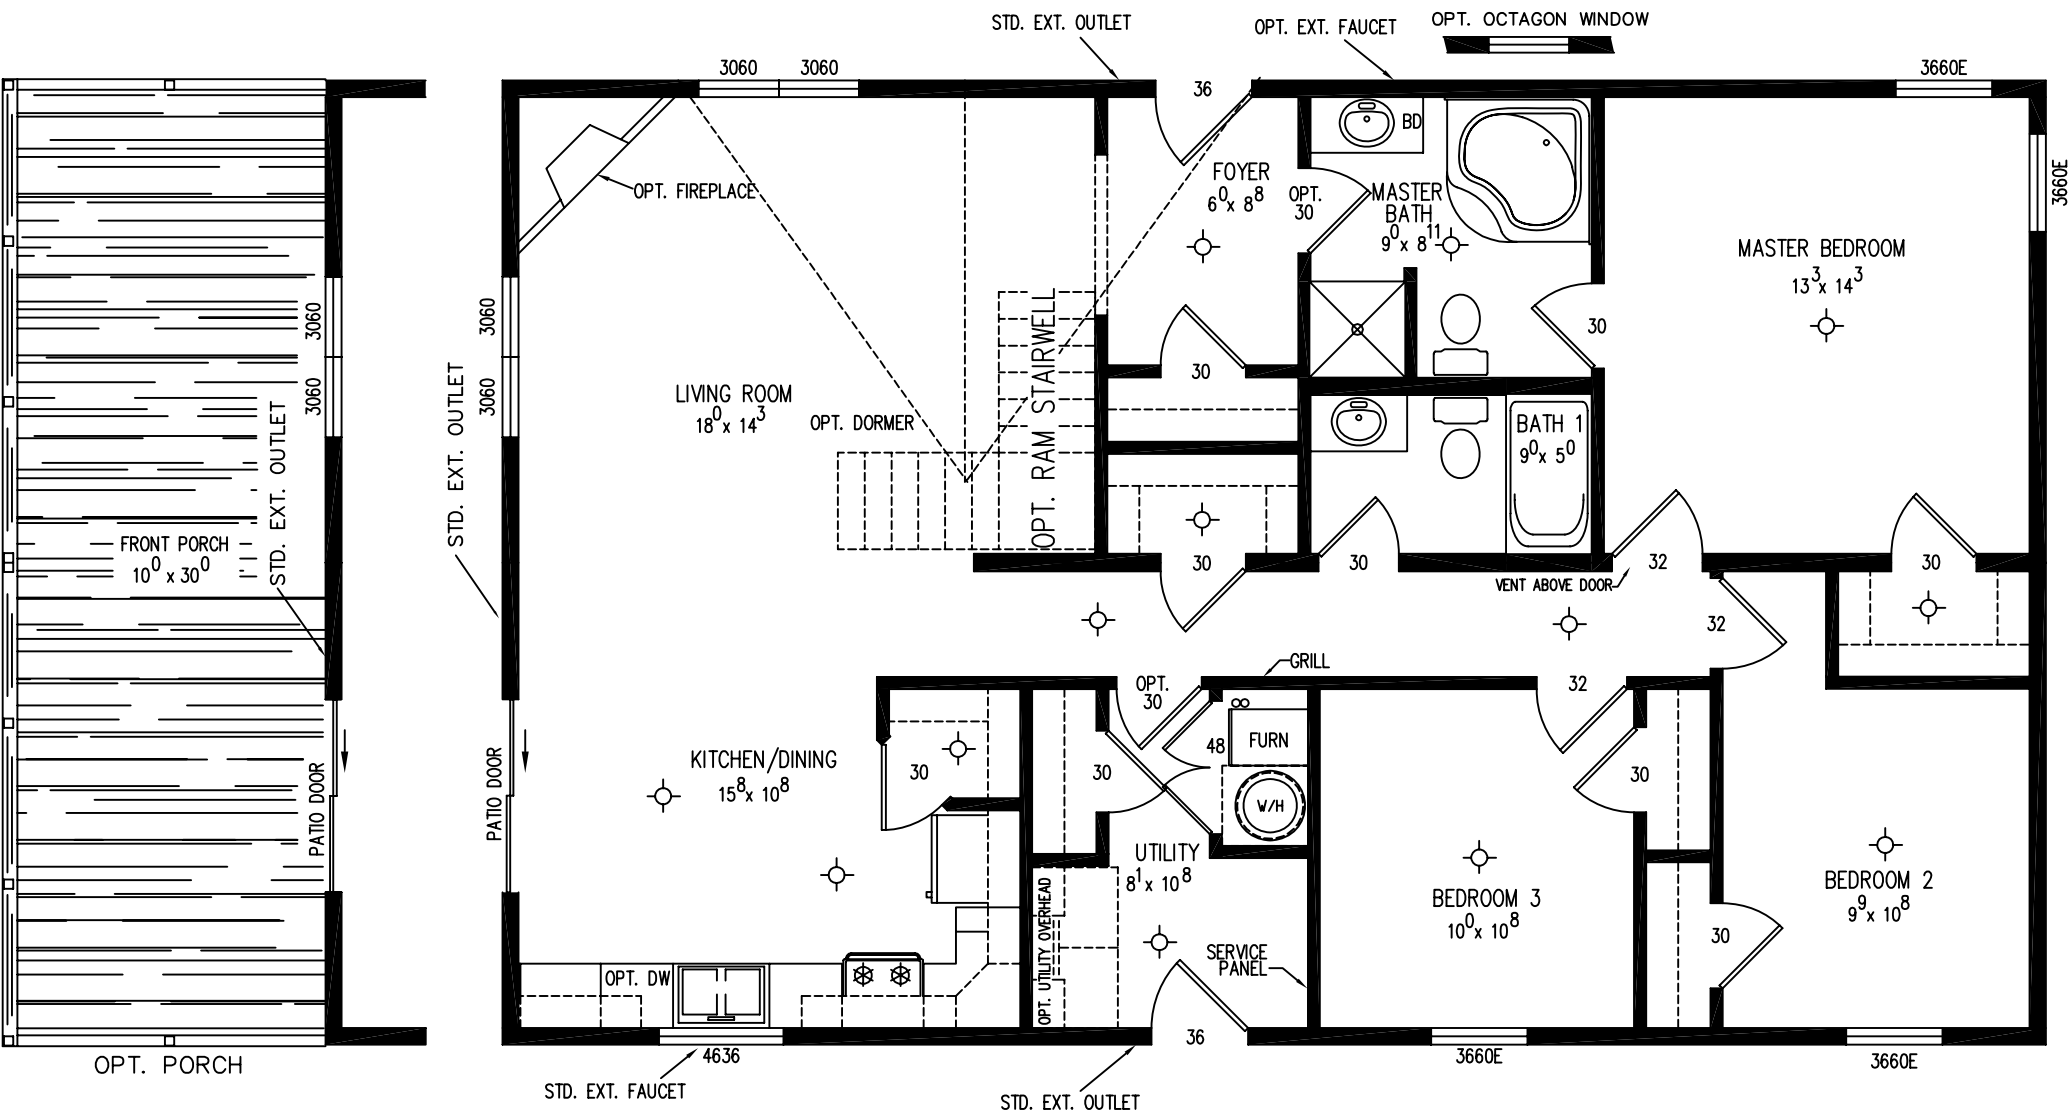 STD. EXT. OUTLET
OPT. EXT. FAUCET
OPT. OCTAGON WINDOW
3060
3060
36
3660E
3660E
OPT. FIREPLACE
FOYER
6⁰ x 8⁸
OPT.
30
BD
MASTER
BATH
9⁰ x 8¹¹
MASTER BEDROOM
13³ x 14³
30
3060
3060
STD. EXT. OUTLET
3060
3060
STD. EXT. OUTLET
LIVING ROOM
18⁰ x 14³
OPT. DORMER
OPT. RAM STAIRWELL
30
BATH 1
9⁰ x 5⁰
FRONT PORCH
10⁰ x 30⁰
30
30
32
30
VENT ABOVE DOOR
32
GRILL
OPT.
30
32
PATIO DOOR
PATIO DOOR
KITCHEN/DINING
15⁸ x 10⁸
30
30
48
FURN
W/H
30
UTILITY
8¹ x 10⁸
OPT. UTILITY OVERHEAD
BEDROOM 3
10⁰ x 10⁸
BEDROOM 2
9⁹ x 10⁸
30
SERVICE
PANEL
OPT. DW
36
4636
3660E
3660E
OPT. PORCH
STD. EXT. FAUCET
STD. EXT. OUTLET